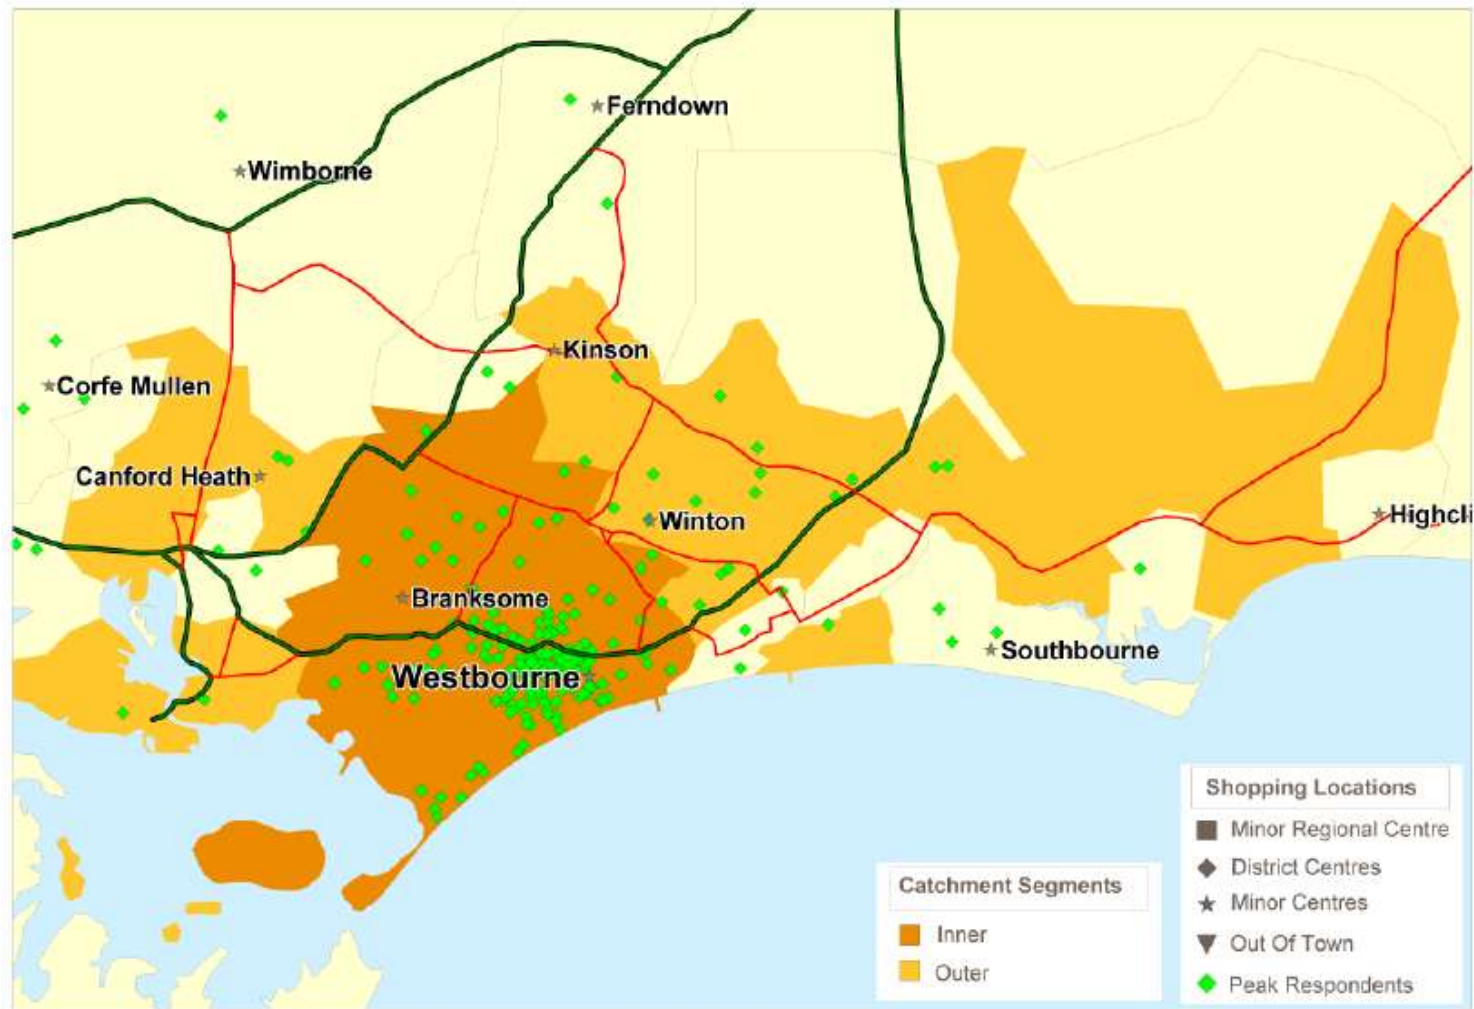 Ferndown
Wimborne
Kinson
Corfe Mullen
Canford Heath
Winton
Highcli
Branksome
Southbourne
Westbourne
Shopping Locations
Minor Regional Centre
District Centres
Minor Centres
Out Of Town
Peak Respondents
Catchment Segments
Inner
Outer